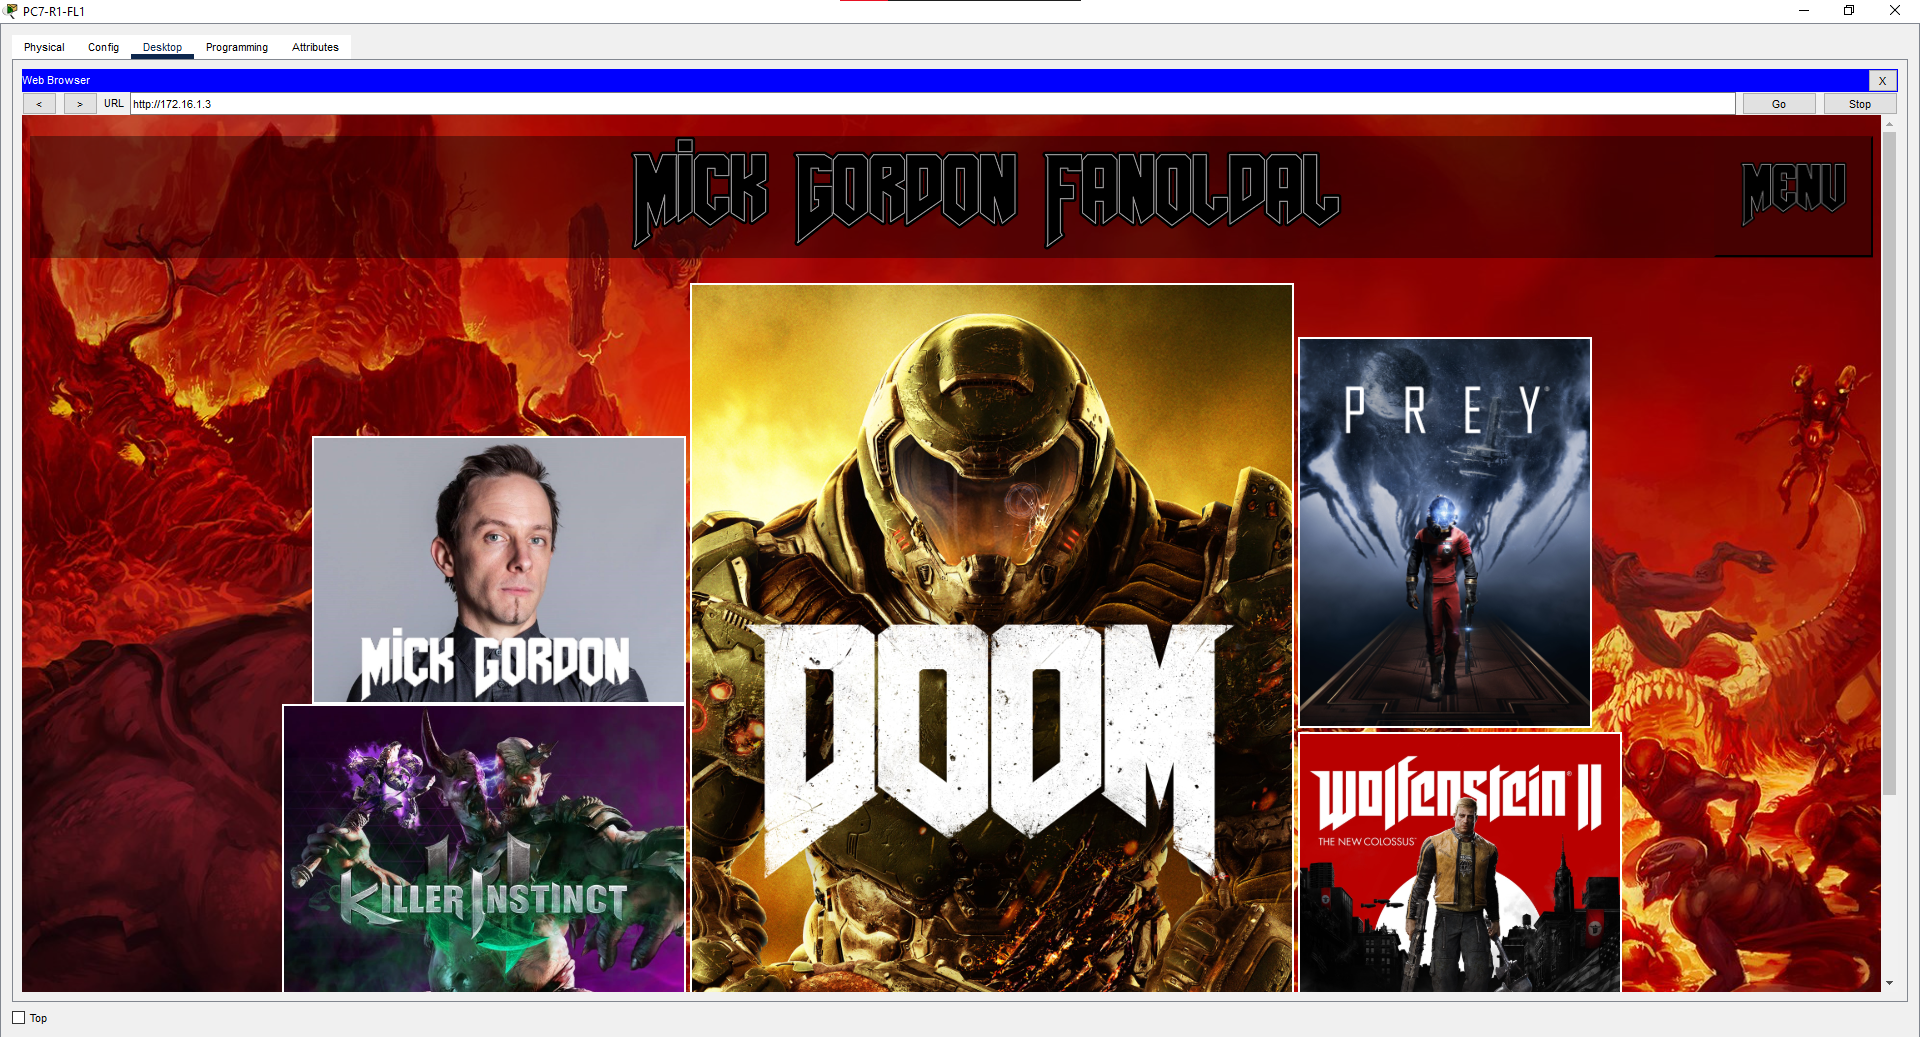 PC7-R1-FL1
Physical Config Desktop Programming Attributes
Web Browser X
< > URL http://172.16.1.3 Go Stop
MICK GORDON FANOLDAL
MENU
PREY
MICK GORDON
DOOM
KILLER INSTINCT
Wolfenstein® II
THE NEW COLOSSUS™
Top